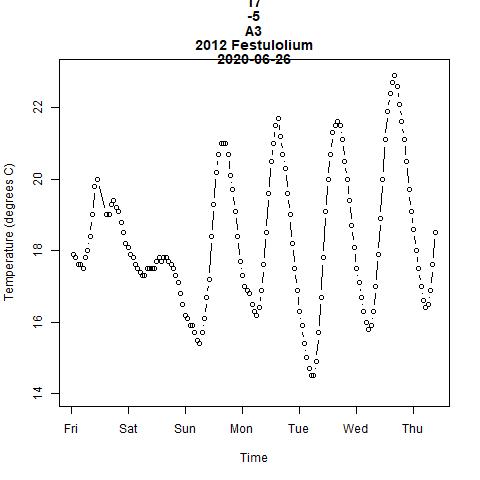 17
-5
A3
2012 Festulolium
2020-06-26
Temperature (degrees C)
22
20
18
16
14
Fri Sat Sun Mon Tue Wed Thu
Time